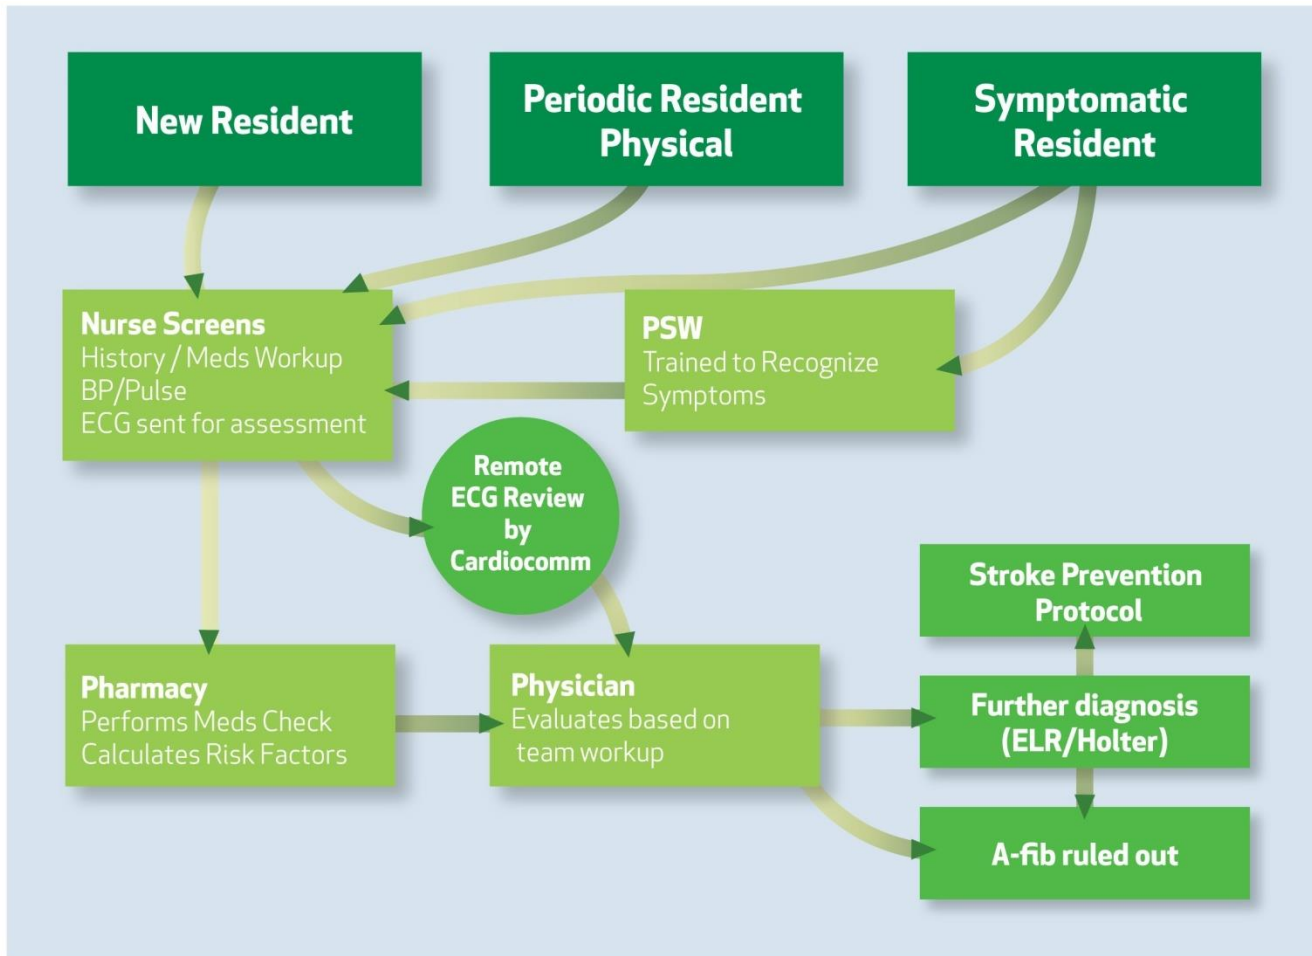 New Resident
Periodic Resident
Physical
Symptomatic
Resident
Nurse Screens
History / Meds Workup
BP/Pulse
ECG sent for assessment
PSW
Trained to Recognize
Symptoms
Remote
ECG Review
by
Cardiocomm
Pharmacy
Performs Meds Check
Calculates Risk Factors
Physician
Evaluates based on
team workup
Stroke Prevention
Protocol
Further diagnosis
(ELR/Holter)
A-fib ruled out